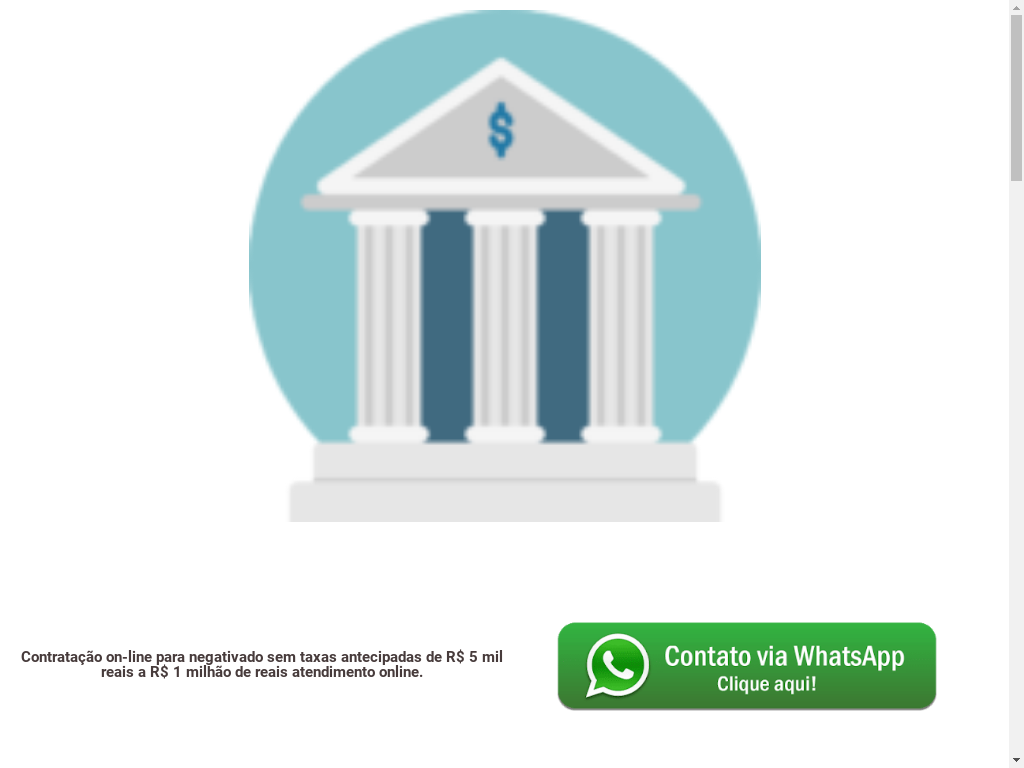 $
Contratação on-line para negativado sem taxas antecipadas de R$ 5 mil
reais a R$ 1 milhão de reais atendimento online.
Contato via WhatsApp
Clique aqui!